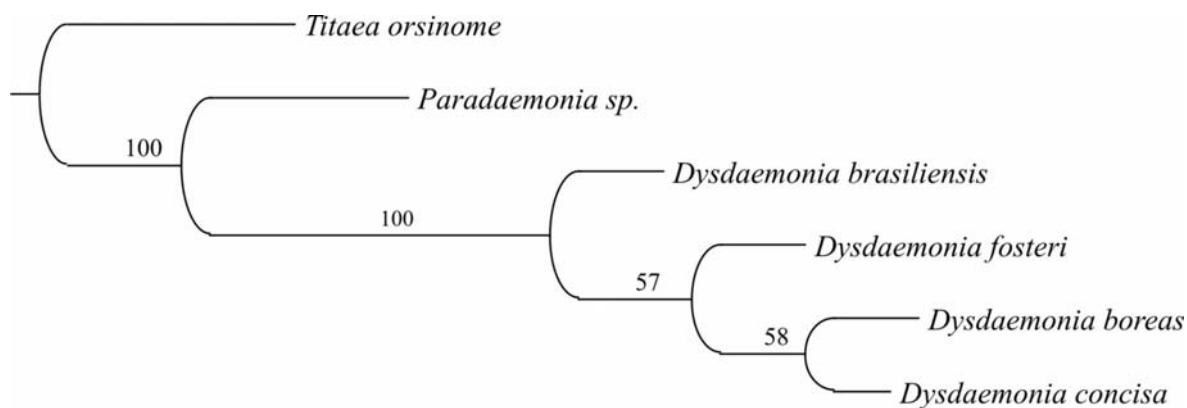 Titaea orsinome
Paradaemonia sp.
100
Dysdaemonia brasiliensis
100
Dysdaemonia fosteri
57
Dysdaemonia boreas
58
Dysdaemonia concisa